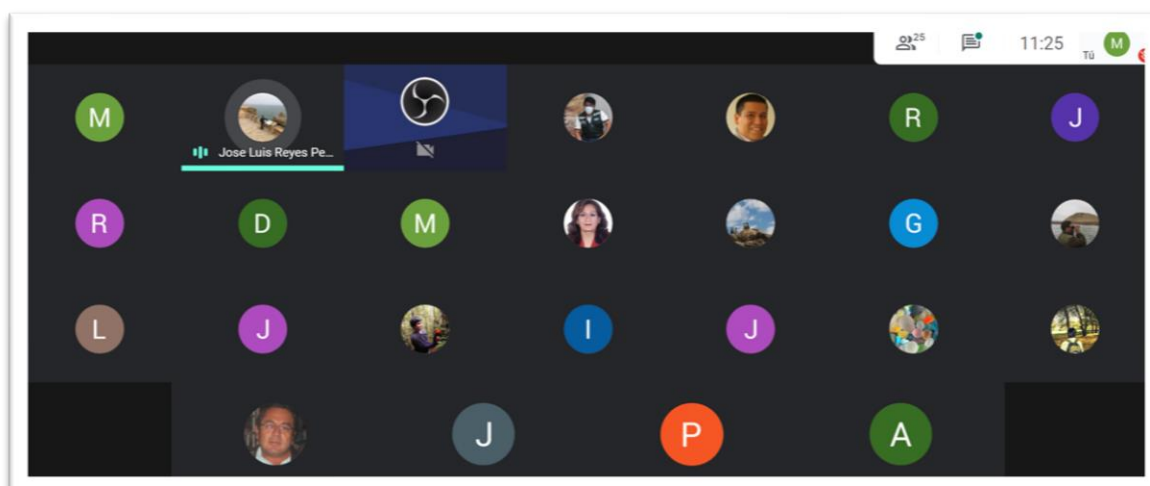 25 11:25 Tú M
M Jose Luis Reyes Pe... R J
R D M G
L J I J
J P A